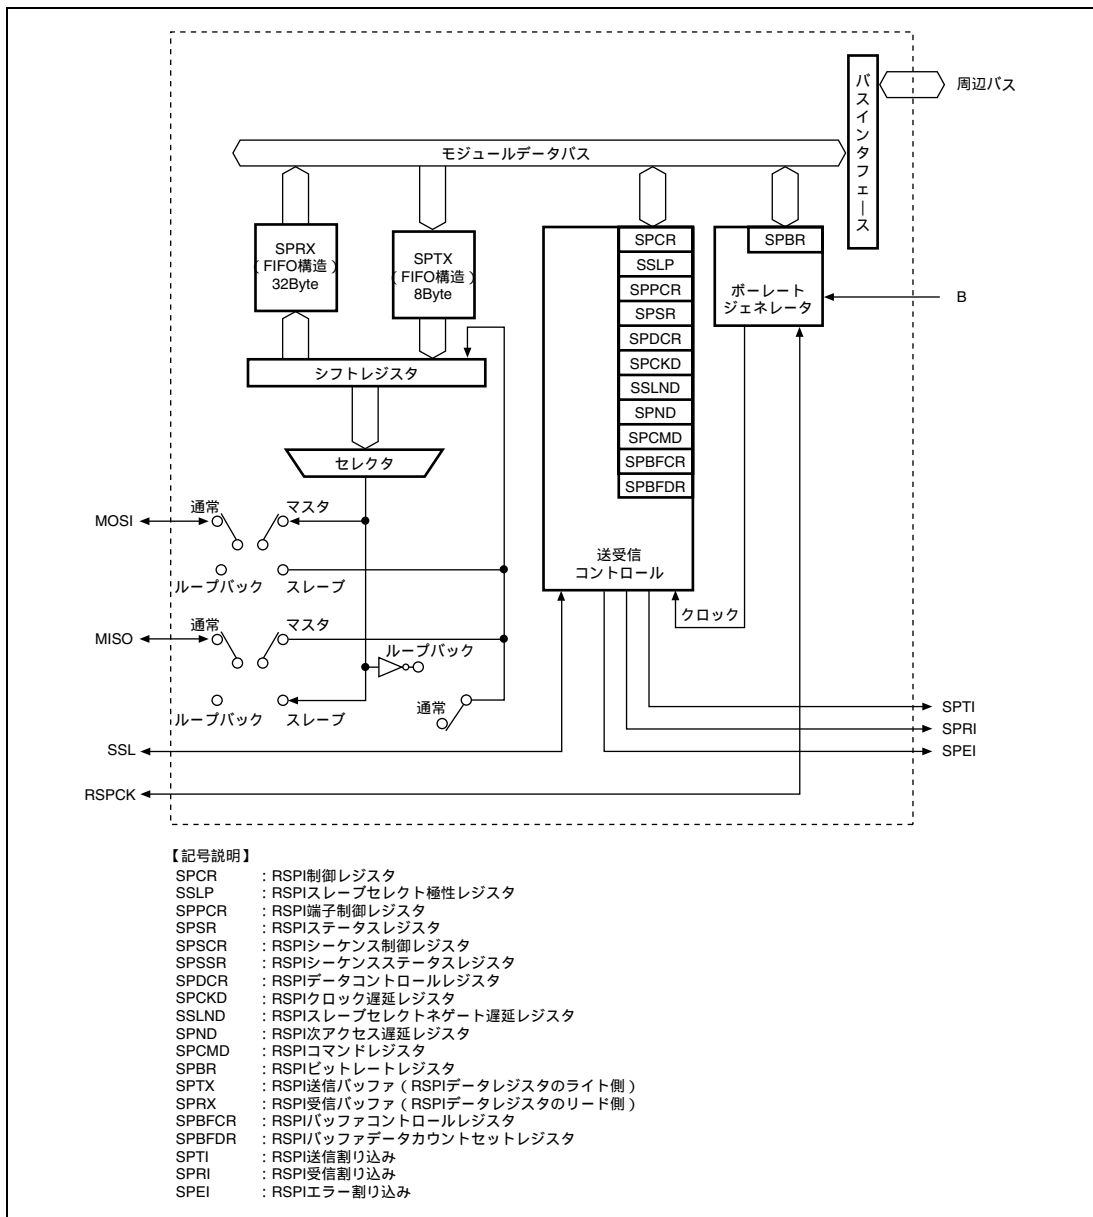 バスインタフェース
周辺バス
モジュールデータバス
SPRX
(FIFO構造)
32Byte
SPTX
(FIFO構造)
8Byte
SPCR
SSLP
SPPCR
SPSR
SPDCR
SPCKD
SSLND
SPND
SPCMD
SPBFCR
SPBFDR
送受信
コントロール
SPBR
ボーレート
ジェネレータ
B
シフトレジスタ
セレクタ
MOSI
通常
マスタ
ループバック
スレーブ
クロック
MISO
通常
マスタ
ループバック
ループバック
スレーブ
通常
SPTI
SPRI
SPEI
SSL
RSPCK
【記号説明】
SPCR : RSPI制御レジスタ
SSLP : RSPIスレーブセレクト極性レジスタ
SPPCR : RSPI端子制御レジスタ
SPSR : RSPIステータスレジスタ
SPSCR : RSPIシーケンス制御レジスタ
SPSSR : RSPIシーケンスステータスレジスタ
SPDCR : RSPIデータコントロールレジスタ
SPCKD : RSPIクロック遅延レジスタ
SSLND : RSPIスレーブセレクトネゲート遅延レジスタ
SPND : RSPI次アクセス遅延レジスタ
SPCMD : RSPIコマンドレジスタ
SPBR : RSPIビットレートレジスタ
SPTX : RSPI送信バッファ(RSPIデータレジスタのライト側)
SPRX : RSPI受信バッファ(RSPIデータレジスタのリード側)
SPBFCR : RSPIバッファコントロールレジスタ
SPBFDR : RSPIバッファデータカウントセットレジスタ
SPTI : RSPI送信割り込み
SPRI : RSPI受信割り込み
SPEI : RSPIエラー割り込み